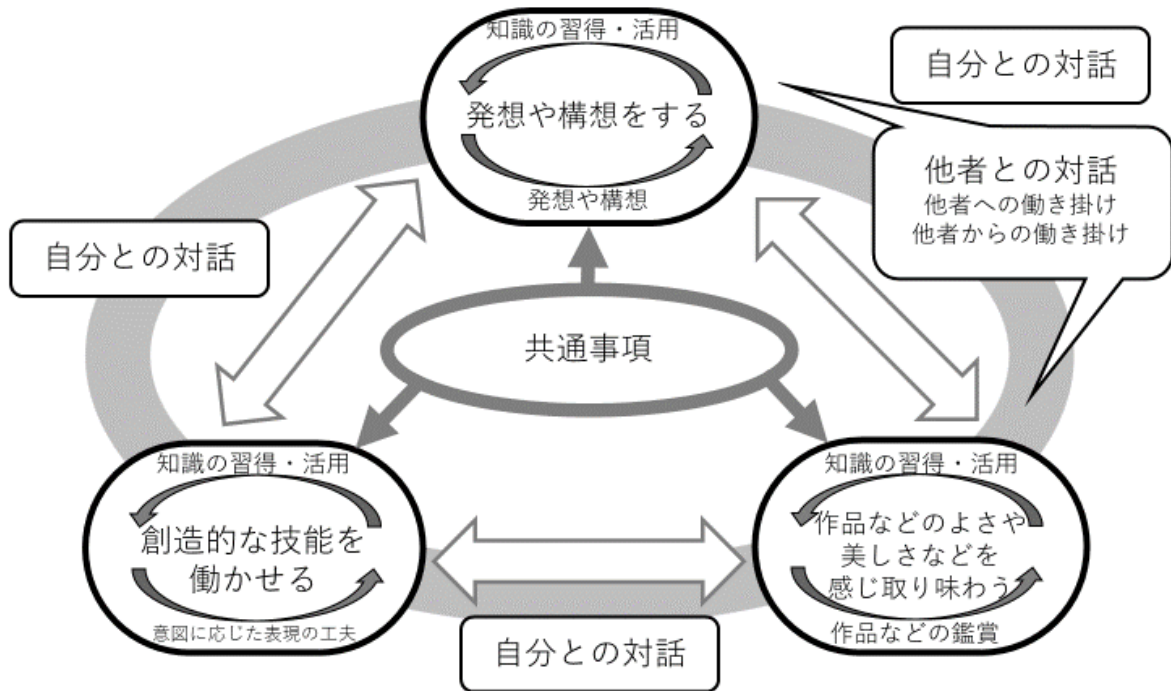 知識の習得・活用
発想や構想をする
発想や構想
自分との対話
他者との対話
他者への働き掛け
他者からの働き掛け
自分との対話
共通事項
知識の習得・活用
創造的な技能を
働かせる
意図に応じた表現の工夫
知識の習得・活用
作品などのよさや
美しさなどを
感じ取り味わう
作品などの鑑賞
自分との対話